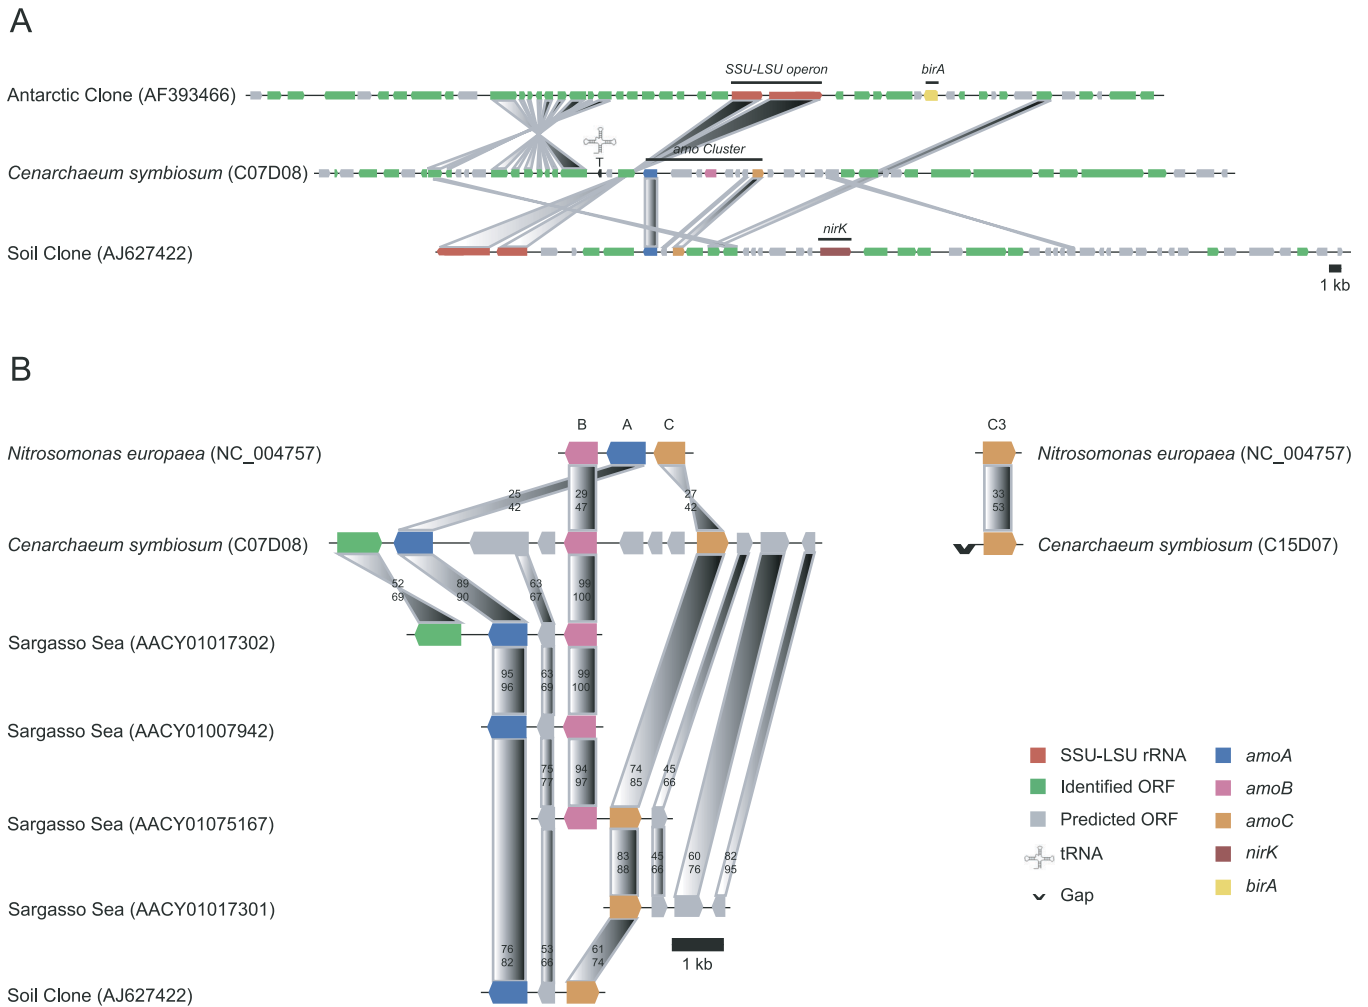 A
SSU-LSU operon
birA
Antarctic Clone (AF393466)
amo Cluster
Cenarchaeum symbiosum (C07D08)
nirK
Soil Clone (AJ627422)
1 kb
B
B A C C3
Nitrosomonas europaea (NC_004757)
Nitrosomonas europaea (NC_004757)
25 29 27 33
42 47 42 53
Cenarchaeum symbiosum (C07D08)
Cenarchaeum symbiosum (C15D07)
52 89 63 99
69 90 67 100
Sargasso Sea (AACY01017302)
95 63 99
96 69 100
Sargasso Sea (AACY01007942)
75 94 74 45
77 97 85 66
Sargasso Sea (AACY01075167)
83 45 60 82
88 66 76 95
Sargasso Sea (AACY01017301)
76 53 61
82 66 74
1 kb
Soil Clone (AJ627422)
SSU-LSU rRNA
Identified ORF
Predicted ORF
tRNA
Gap
amoA
amoB
amoC
nirK
birA